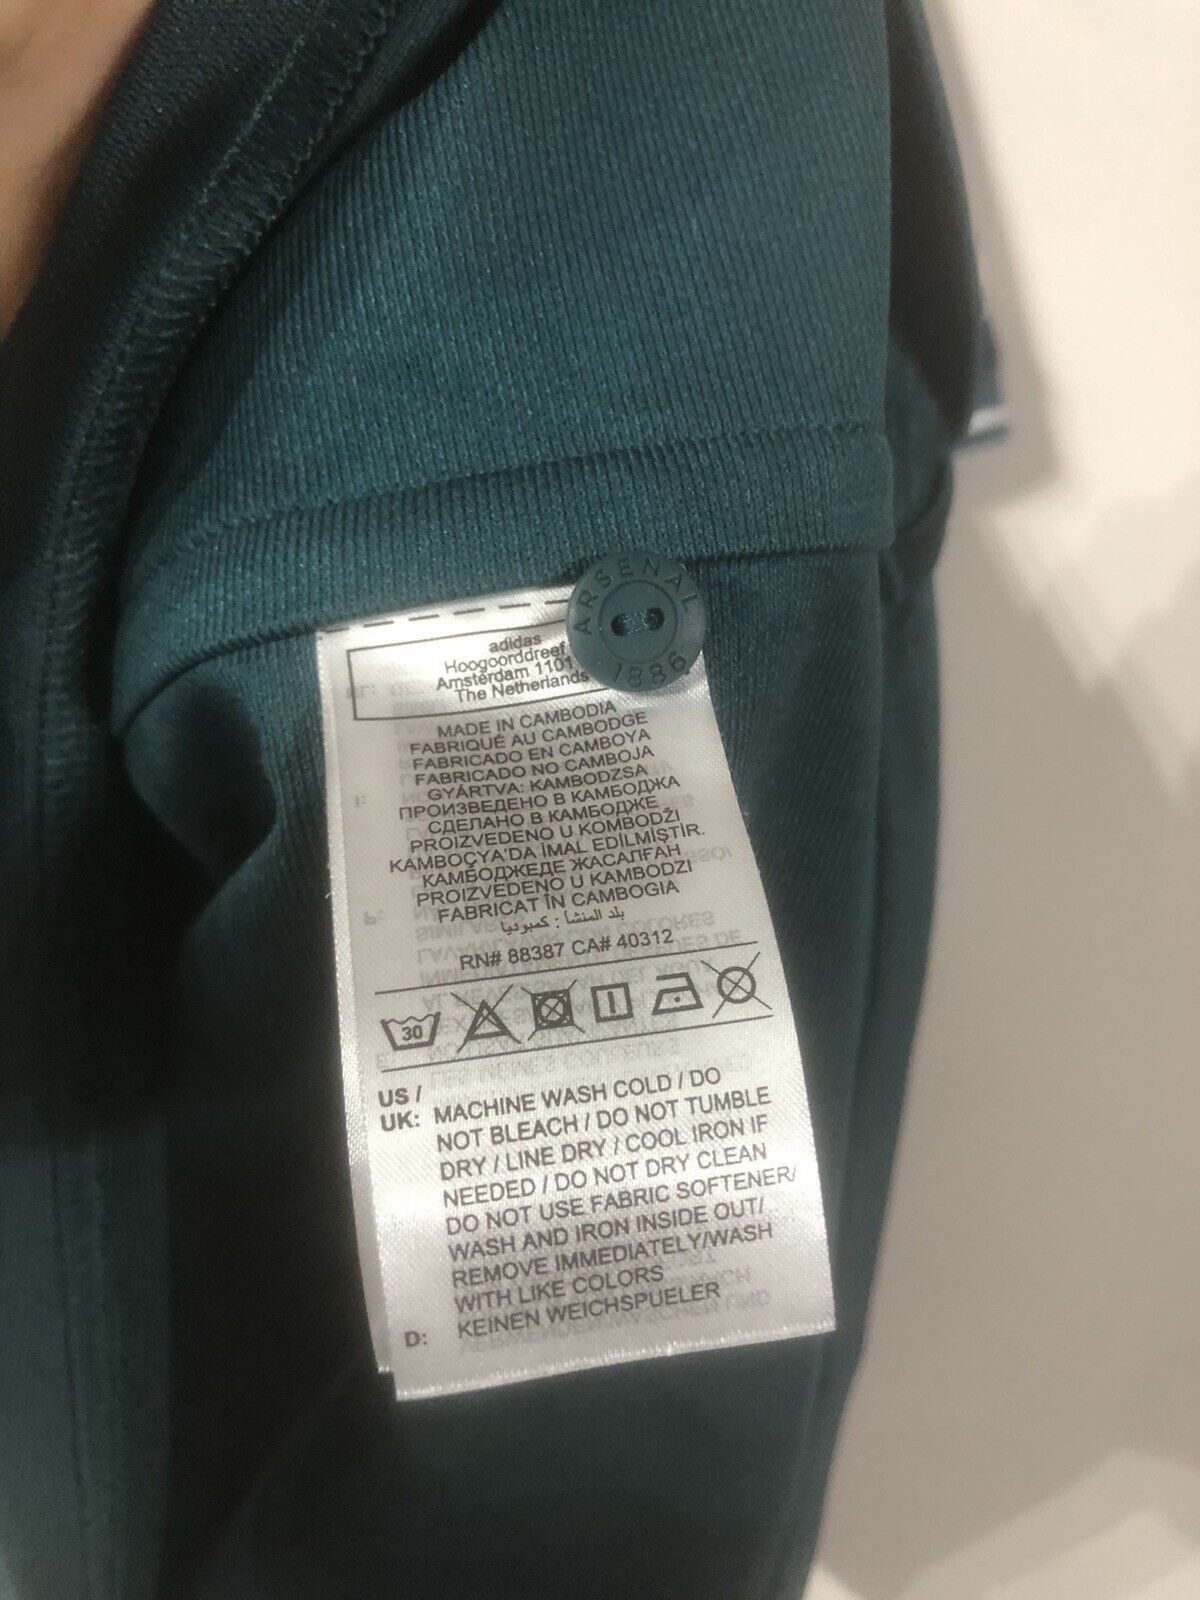 ARSENAL
1886
adidas
Hoogoorddreef
Amsterdam 1101
The Netherlands
MADE IN CAMBODIA
FABRIQUÉ AU CAMBODGE
FABRICADO EN CAMBOYA
FABRICADO NO CAMBOJA
GYÁRTVA: KAMBODZSA
ПРОИЗВЕДЕНО В КАМБОДЖА
СДЕЛАНО В КАМБОДЖЕ
PROIZVEDENO U KOMBODŽI
KAMBOÇYA'DA İMAL EDİLMİŞTİR.
КАМБОДЖЕДЕ ЖАСАЛҒАН
PROIZVEDENO U KAMBODZI
FABRICAT ÎN CAMBOGIA
بلد المنشأ : كمبوديا
RN# 88387 CA# 40312
30
US /
UK: MACHINE WASH COLD / DO
NOT BLEACH / DO NOT TUMBLE
DRY / LINE DRY / COOL IRON IF
NEEDED / DO NOT DRY CLEAN
DO NOT USE FABRIC SOFTENER/
WASH AND IRON INSIDE OUT/
REMOVE IMMEDIATELY/WASH
WITH LIKE COLORS
D: KEINEN WEICHSPUELER